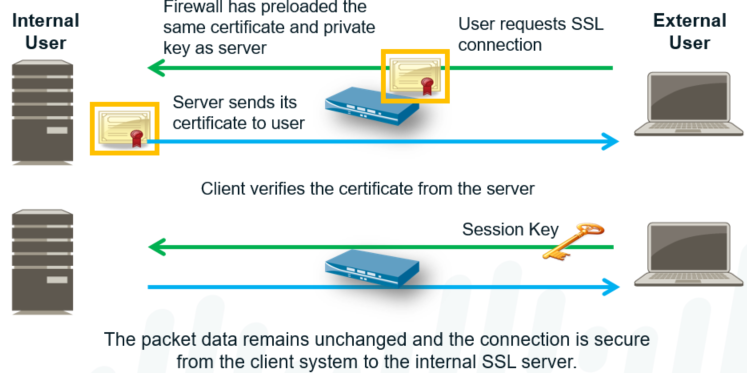 Internal
User
Firewall has preloaded the
same certificate and private
key as server
User requests SSL
connection
External
User
Server sends its
certificate to user
Client verifies the certificate from the server
Session Key
The packet data remains unchanged and the connection is secure
from the client system to the internal SSL server.